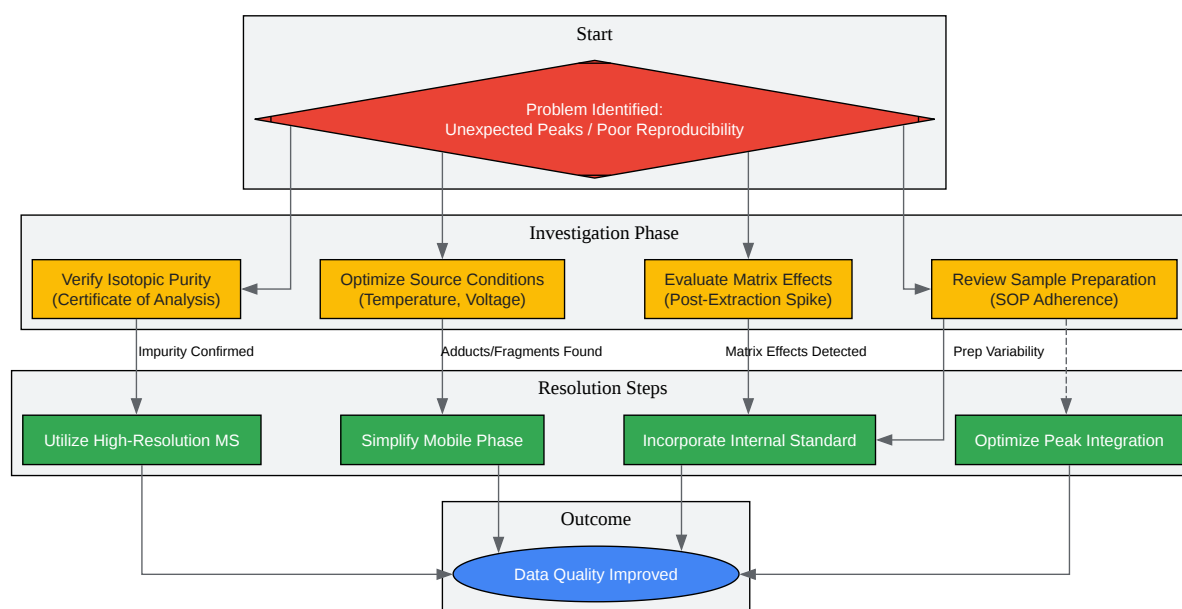 Start
Problem Identified:
Unexpected Peaks / Poor Reproducibility
Investigation Phase
Verify Isotopic Purity
(Certificate of Analysis)
Optimize Source Conditions
(Temperature, Voltage)
Evaluate Matrix Effects
(Post-Extraction Spike)
Review Sample Preparation
(SOP Adherence)
Impurity Confirmed
Adducts/Fragments Found
Matrix Effects Detected
Prep Variability
Resolution Steps
Utilize High-Resolution MS
Simplify Mobile Phase
Incorporate Internal Standard
Optimize Peak Integration
Outcome
Data Quality Improved